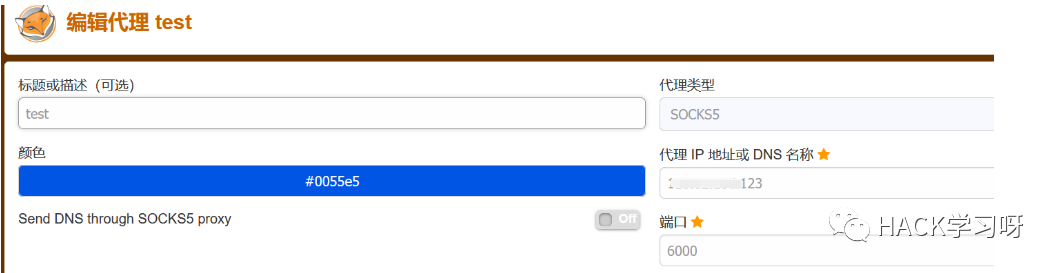 编辑代理 test
标题或描述（可选）
test
颜色
#0055e5
Send DNS through SOCKS5 proxy
Off
代理类型
SOCKS5
代理 IP 地址或 DNS 名称
123
端口
6000
HACK学习呀